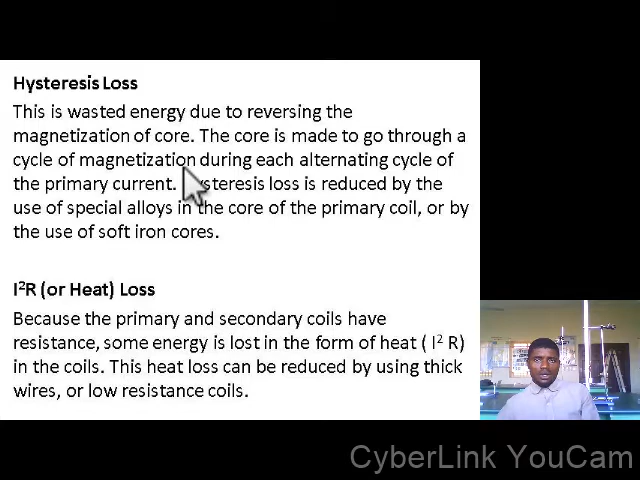 Hysteresis Loss
This is wasted energy due to reversing the
magnetization of core. The core is made to go through a
cycle of magnetization during each alternating cycle of
the primary current. ysteresis loss is reduced by the
use of special alloys in the core of the primary coil, or by
the use of soft iron cores.
I²R (or Heat) Loss
Because the primary and secondary coils have
resistance, some energy is lost in the form of heat ( I² R)
in the coils. This heat loss can be reduced by using thick
wires, or low resistance coils.
CyberLink YouCam